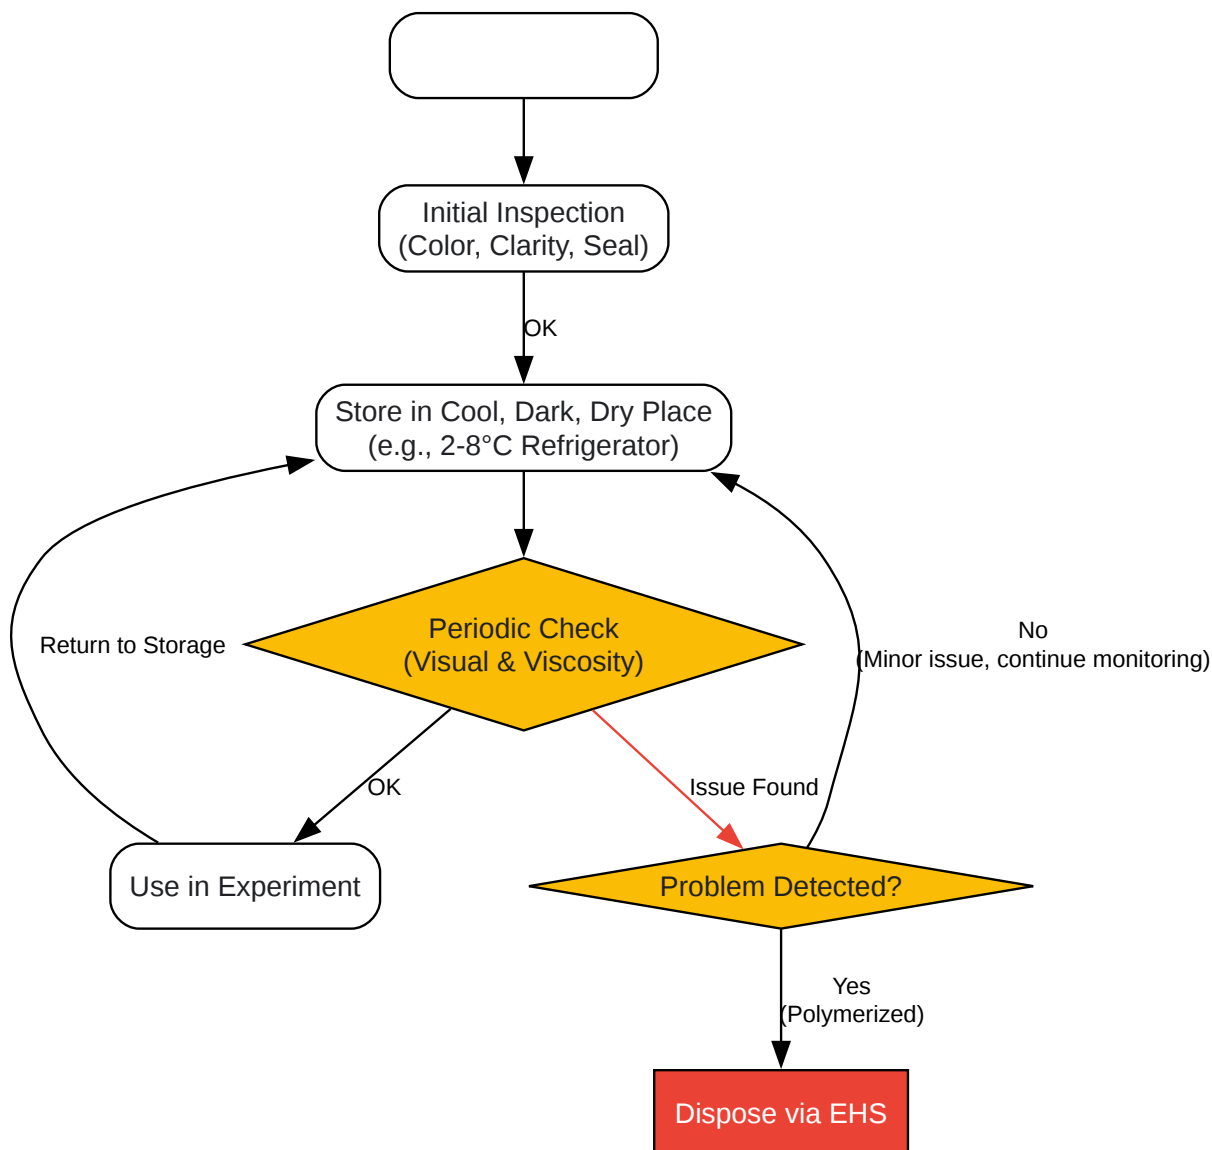 Initial Inspection
(Color, Clarity, Seal)
OK
Store in Cool, Dark, Dry Place
(e.g., 2-8°C Refrigerator)
Periodic Check
(Visual & Viscosity)
Return to Storage
No
(Minor issue, continue monitoring)
OK
Issue Found
Use in Experiment
Problem Detected?
Yes
(Polymerized)
Dispose via EHS